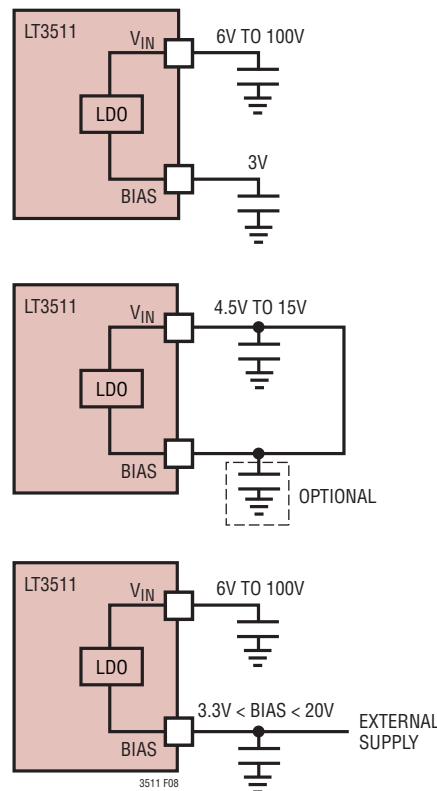 LT3511
V_IN
6V TO 100V
LDO
3V
BIAS
LT3511
V_IN
4.5V TO 15V
LDO
BIAS
OPTIONAL
LT3511
V_IN
6V TO 100V
LDO
3.3V < BIAS < 20V
EXTERNAL
SUPPLY
BIAS
3511 F08